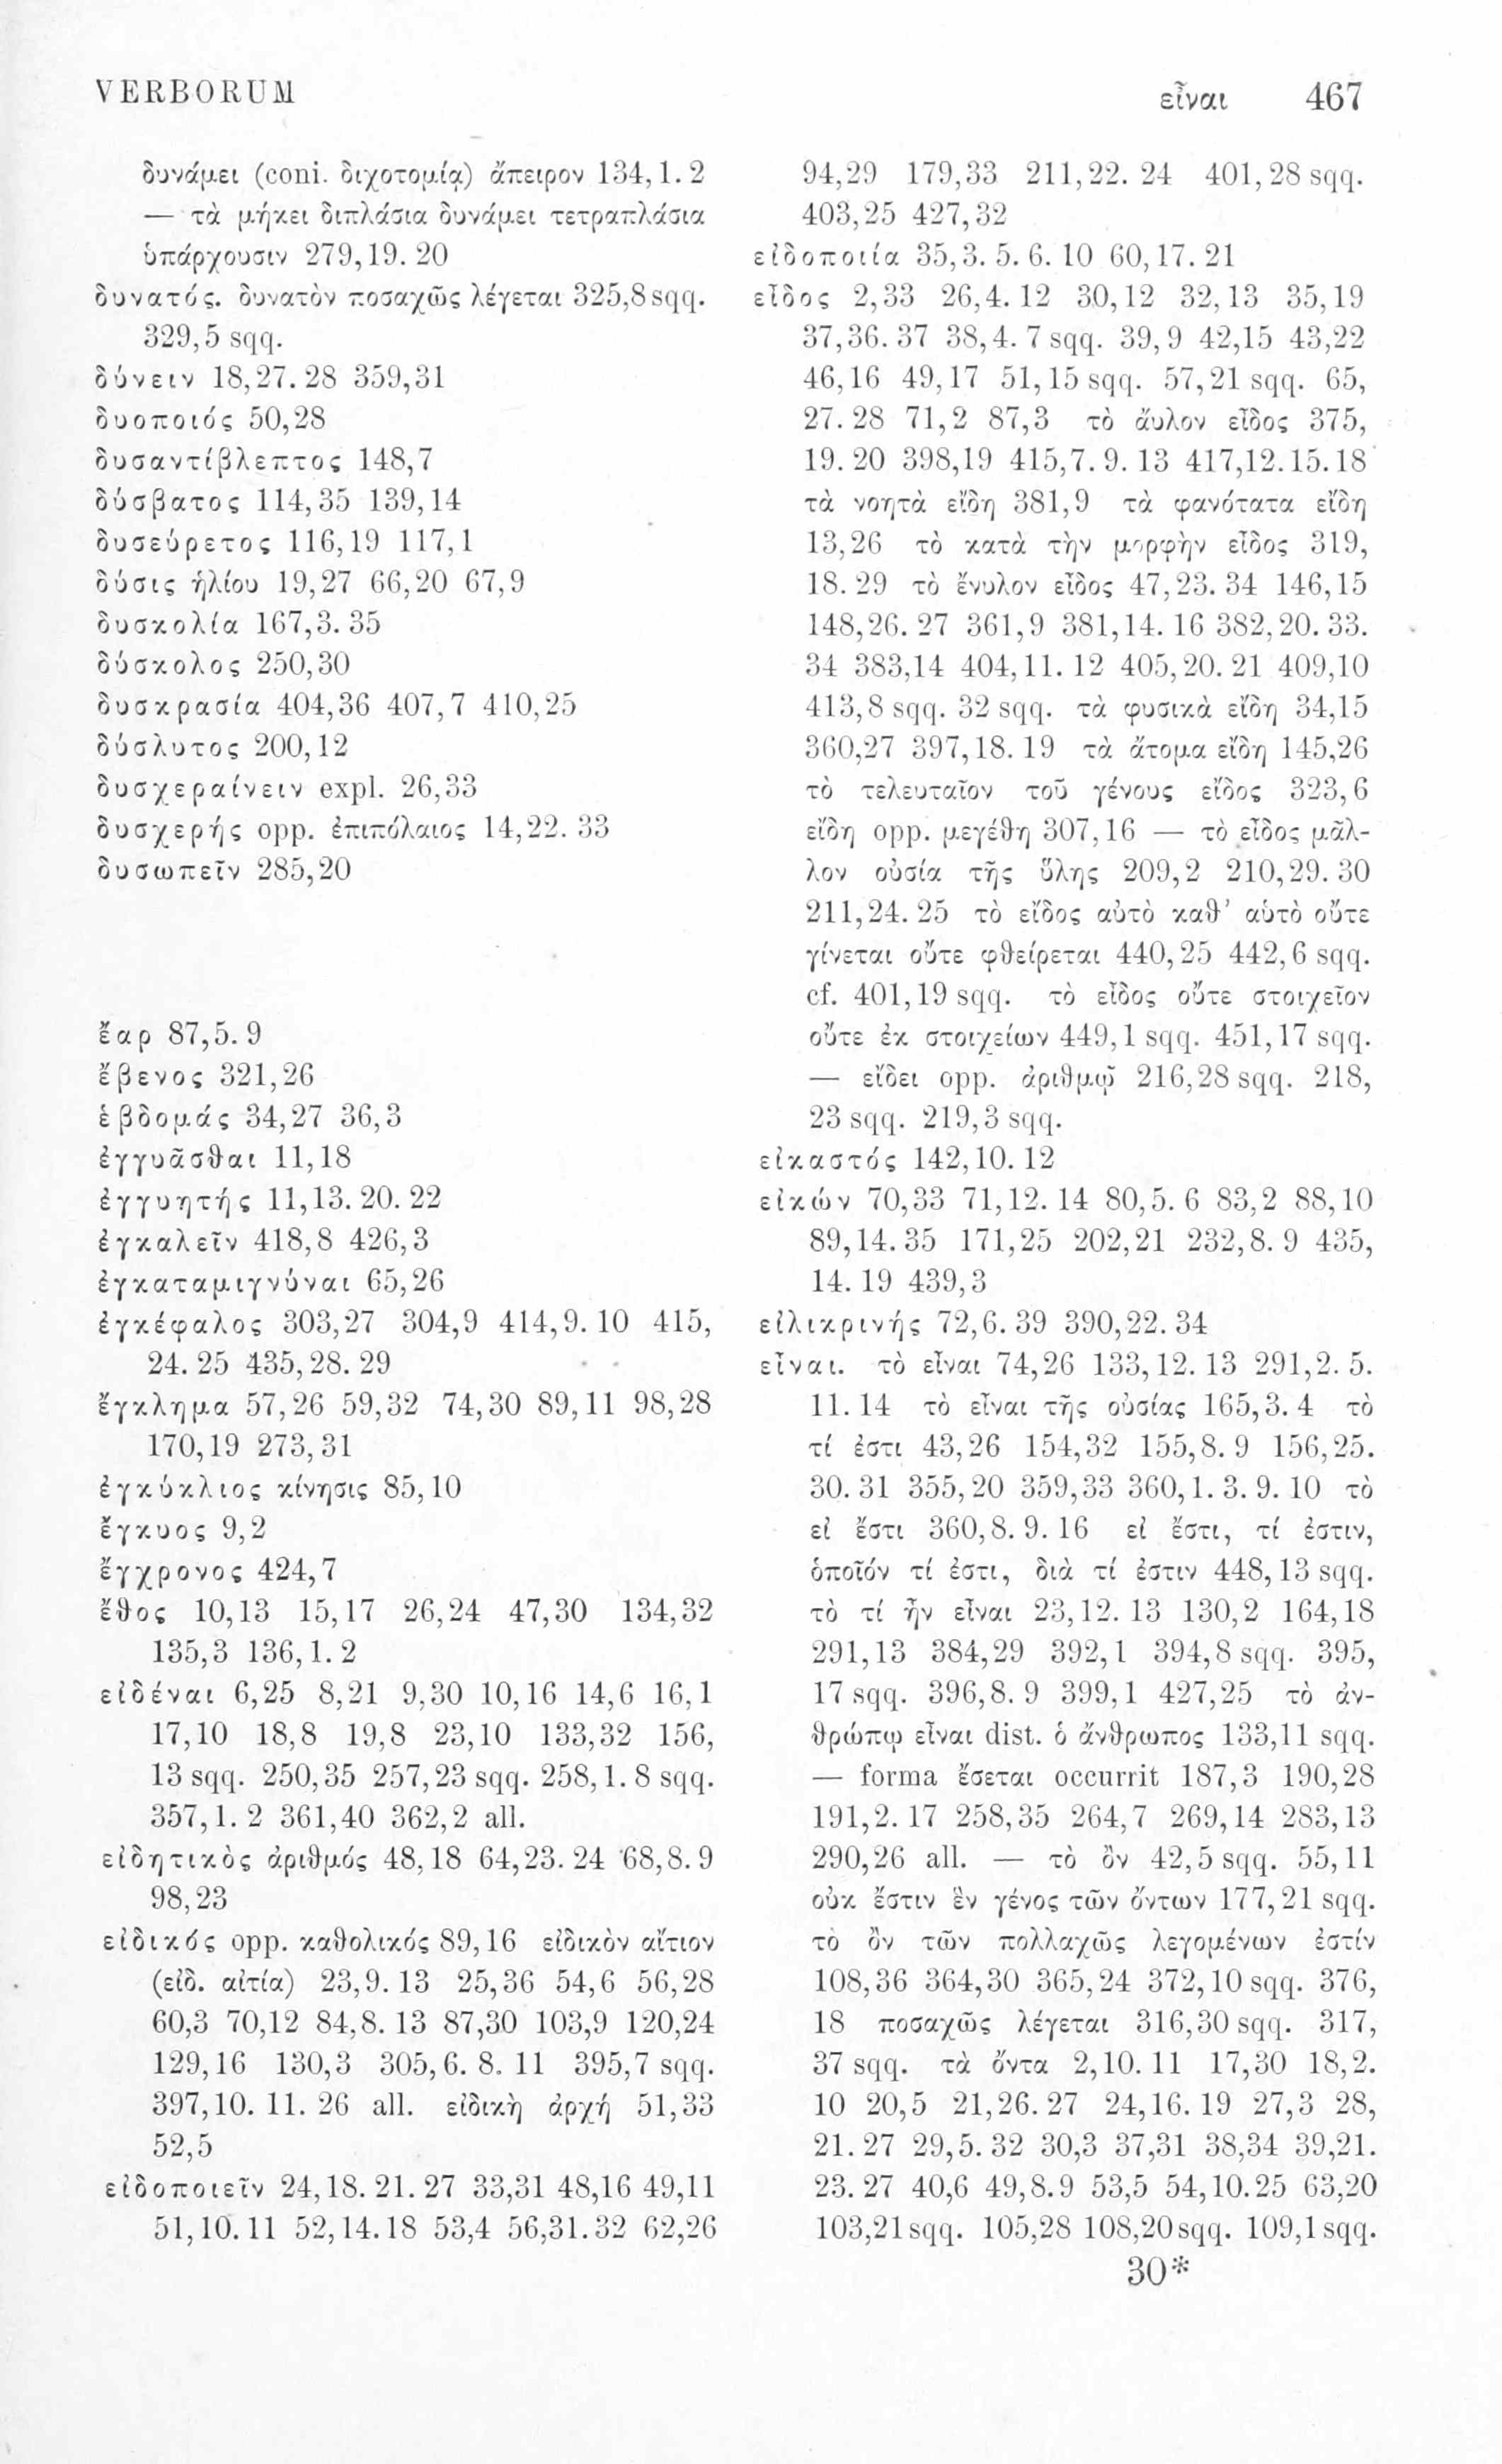 VERBORUM
εἶναι 467
δυνάμει (coni. διχοτομίᾳ) ἄπειρον 134,1. 2
— τὰ μήκει διπλάσια δυνάμει τετραπλάσια
ὑπάρχουσιν 279,19. 20
δυνατός. δυνατὸν ποσαχῶς λέγεται 325,8 sqq.
329,5 sqq.
δύνειν 18,27. 28 359,31
δυοποιός 50,28
δυσαντίβλεπτος 148,7
δύσβατος 114,35 139,14
δυσεύρετος 116,19 117,1
δύσις ἡλίου 19,27 66,20 67,9
δυσκολία 167,3. 35
δύσκολος 250,30
δυσκρασία 404,36 407,7 410,25
δύσλυτος 200,12
δυσχεραίνειν expl. 26,33
δυσχερής opp. ἐπιπόλαιος 14,22. 33
δυσωπεῖν 285,20
ἔαρ 87,5. 9
ἔβενος 321,26
ἑβδομάς 34,27 36,3
ἐγγυᾶσθαι 11,18
ἐγγυητής 11,13. 20. 22
ἐγκαλεῖν 418,8 426,3
ἐγκαταμιγνύναι 65,26
ἐγκέφαλος 303,27 304,9 414,9. 10 415,
24. 25 435,28. 29
ἔγκλημα 57,26 59,32 74,30 89,11 98,28
170,19 273,31
ἐγκύκλιος κίνησις 85,10
ἔγκυος 9,2
ἔγχρονος 424,7
ἔθος 10,13 15,17 26,24 47,30 134,32
135,3 136,1. 2
εἰδέναι 6,25 8,21 9,30 10,16 14,6 16,1
17,10 18,8 19,8 23,10 133,32 156,
13 sqq. 250,35 257,23 sqq. 258,1. 8 sqq.
357,1. 2 361,40 362,2 all.
εἰδητικὸς ἀριθμός 48,18 64,23. 24 68,8. 9
98,23
εἰδικός opp. καθολικός 89,16 εἰδικὸν αἴτιον
(εἰδ. αἰτία) 23,9. 13 25,36 54,6 56,28
60,3 70,12 84,8. 13 87,30 103,9 120,24
129,16 130,3 305,6. 8. 11 395,7 sqq.
397,10. 11. 26 all. εἰδικὴ ἀρχή 51,33
52,5
εἰδοποιεῖν 24,18. 21. 27 33,31 48,16 49,11
51,10. 11 52,14. 18 53,4 56,31. 32 62,26
94,29 179,33 211,22. 24 401,28 sqq.
403,25 427,32
εἰδοποιία 35,3. 5. 6. 10 60,17. 21
εἶδος 2,33 26,4. 12 30,12 32,13 35,19
37,36. 37 38,4. 7 sqq. 39,9 42,15 43,22
46,16 49,17 51,15 sqq. 57,21 sqq. 65,
27. 28 71,2 87,3 τὸ ἄυλον εἶδος 375,
19. 20 398,19 415,7. 9. 13 417,12. 15. 18
τὰ νοητὰ εἴδη 381,9 τὰ φανότατα εἴδη
13,26 τὸ κατὰ τὴν μορφὴν εἶδος 319,
18. 29 τὸ ἔνυλον εἶδος 47,23. 34 146,15
148,26. 27 361,9 381,14. 16 382,20. 33.
34 383,14 404,11. 12 405,20. 21 409,10
413,8 sqq. 32 sqq. τὰ φυσικὰ εἴδη 34,15
360,27 397,18. 19 τὰ ἄτομα εἴδη 145,26
τὸ τελευταῖον τοῦ γένους εἶδος 323,6
εἴδη opp. μεγέθη 307,16 — τὸ εἶδος μᾶλ-
λον οὐσία τῆς ὕλης 209,2 210,29. 30
211,24. 25 τὸ εἶδος αὐτὸ καθ’ αὑτὸ οὔτε
γίνεται οὔτε φθείρεται 440,25 442,6 sqq.
cf. 401,19 sqq. τὸ εἶδος οὔτε στοιχεῖον
οὔτε ἐκ στοιχείων 449,1 sqq. 451,17 sqq.
— εἴδει opp. ἀριθμῷ 216,28 sqq. 218,
23 sqq. 219,3 sqq.
εἰκαστός 142,10. 12
εἰκών 70,33 71,12. 14 80,5. 6 83,2 88,10
89,14. 35 171,25 202,21 232,8. 9 435,
14. 19 439,3
εἰλικρινής 72,6. 39 390,22. 34
εἶναι. τὸ εἶναι 74,26 133,12. 13 291,2. 5.
11. 14 τὸ εἶναι τῆς οὐσίας 165,3. 4 τὸ
τί ἐστι 43,26 154,32 155,8. 9 156,25.
30. 31 355,20 359,33 360,1. 3. 9. 10 τὸ
εἰ ἔστι 360,8. 9. 16 εἰ ἔστι, τί ἐστιν,
ὁποῖόν τί ἐστι, διὰ τί ἐστιν 448,13 sqq.
τὸ τί ἦν εἶναι 23,12. 13 130,2 164,18
291,13 384,29 392,1 394,8 sqq. 395,
17 sqq. 396,8. 9 399,1 427,25 τὸ ἀν-
θρώπῳ εἶναι dist. ὁ ἄνθρωπος 133,11 sqq.
— forma ἔσεται occurrit 187,3 190,28
191,2. 17 258,35 264,7 269,14 283,13
290,26 all. — τὸ ὄν 42,5 sqq. 55,11
οὐκ ἔστιν ἓν γένος τῶν ὄντων 177,21 sqq.
τὸ ὂν τῶν πολλαχῶς λεγομένων ἐστίν
108,36 364,30 365,24 372,10 sqq. 376,
18 ποσαχῶς λέγεται 316,30 sqq. 317,
37 sqq. τὰ ὄντα 2,10. 11 17,30 18,2.
10 20,5 21,26. 27 24,16. 19 27,3 28,
21. 27 29,5. 32 30,3 37,31 38,34 39,21.
23. 27 40,6 49,8. 9 53,5 54,10. 25 63,20
103,21 sqq. 105,28 108,20 sqq. 109,1 sqq.
30*